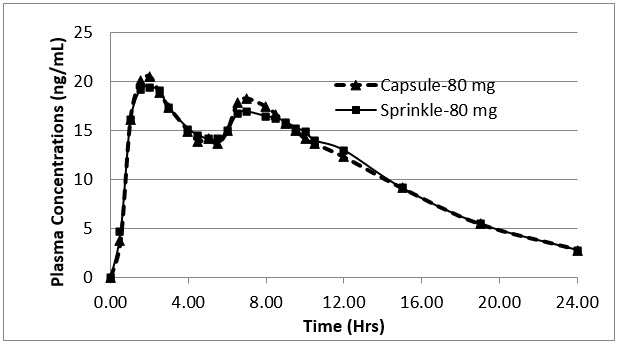 Plasma Concentrations (ng/mL)
25
20
15
10
5
0
Capsule-80 mg
Sprinkle-80 mg
0.00 4.00 8.00 12.00 16.00 20.00 24.00
Time (Hrs)